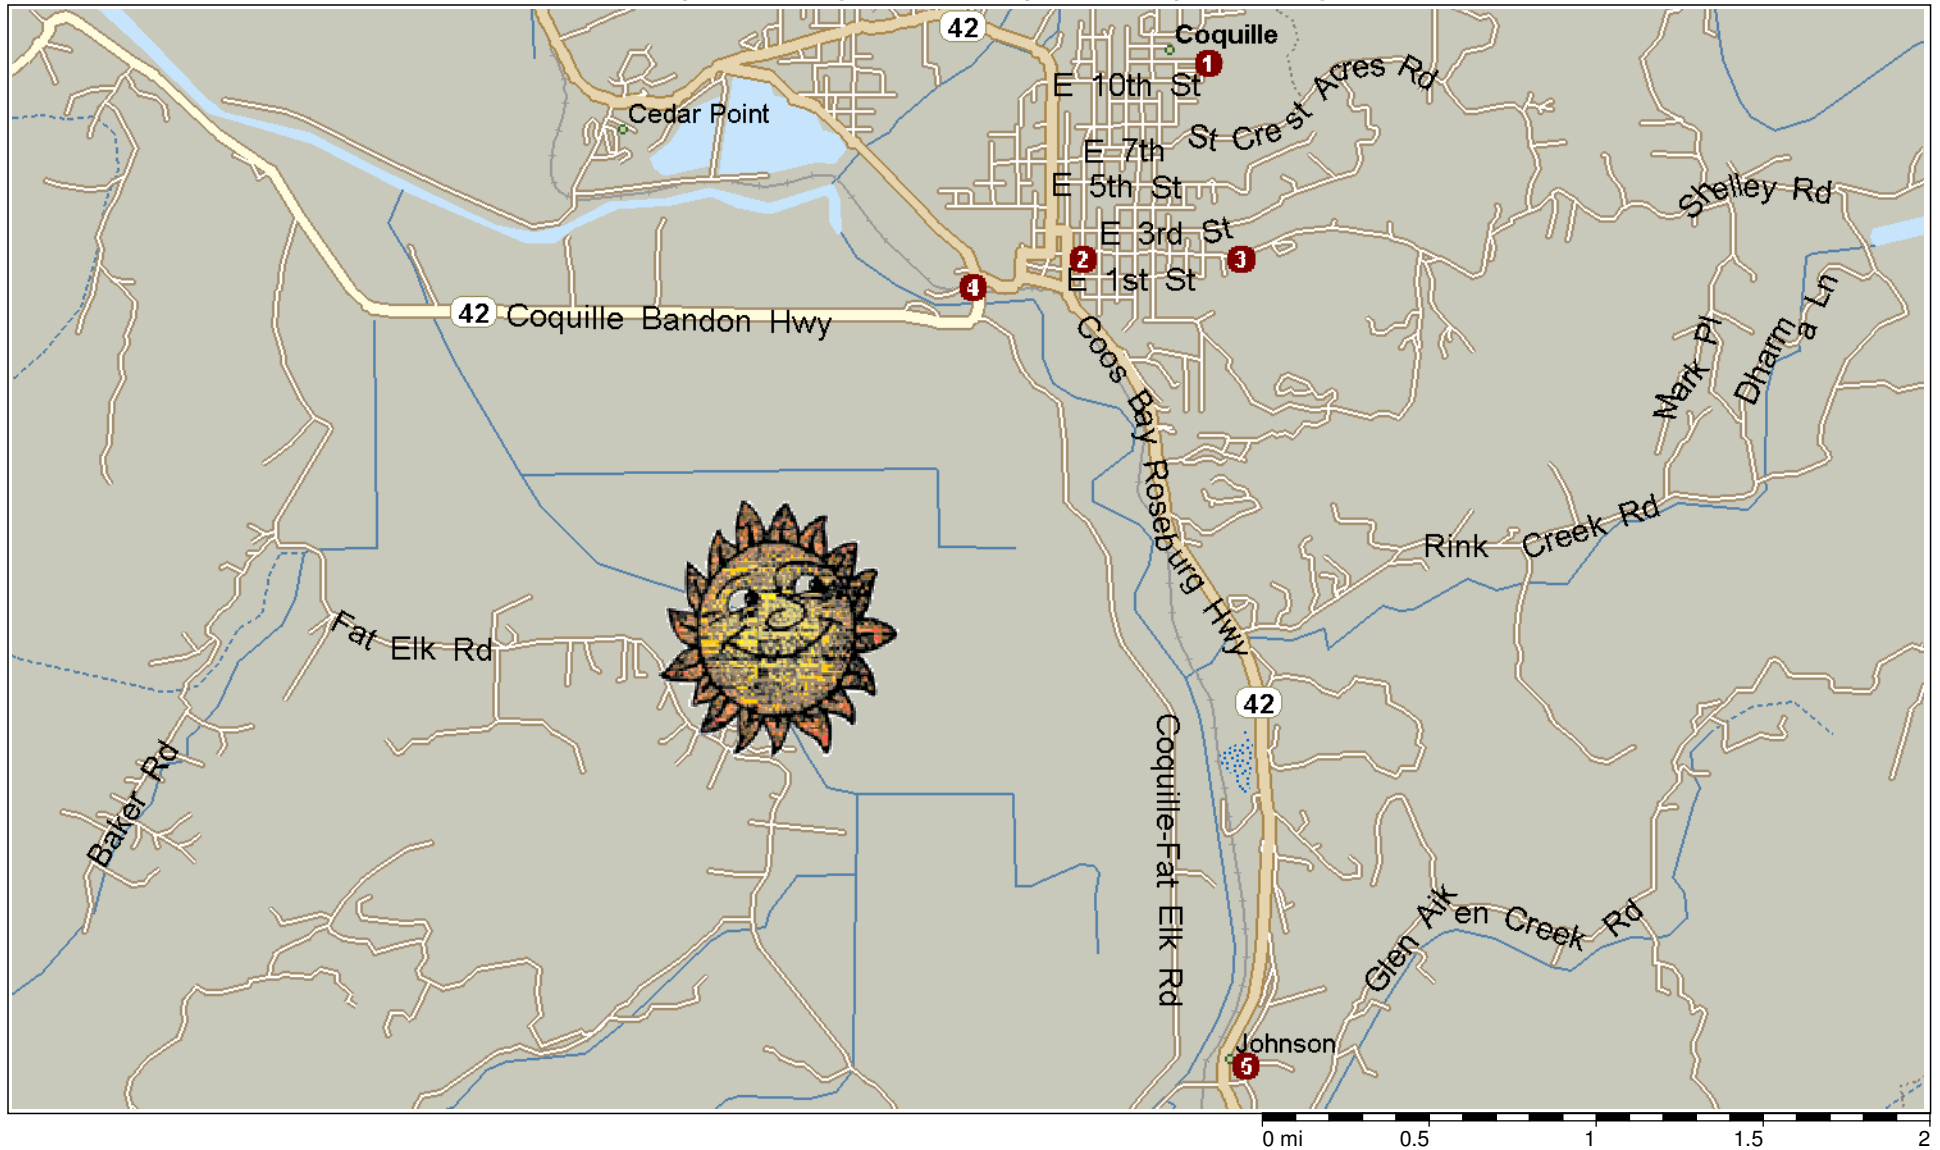 42
Coquille
1
E 10th St
St Crest Acres Rd
Cedar Point
E 7th
E 5th St
Shelley Rd
E 3rd St
2
3
E 1st St
4
42 Coquille Bandon Hwy
Coos Bay Roseburg Hwy
Mark Pl
Dharma Ln
Rink Creek Rd
Fat Elk Rd
42
Coquille-Fat Elk Rd
Baker Rd
Glen Aiken Creek Rd
Johnson
5
0 mi 0.5 1 1.5 2